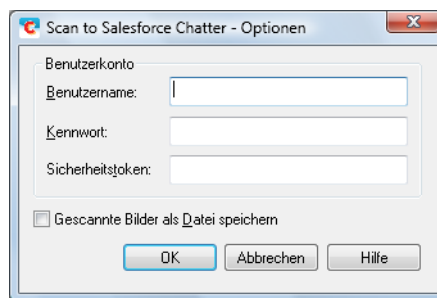 Scan to Salesforce Chatter - Optionen
Benutzerkonto
Benutzername:
Kennwort:
Sicherheitstoken:
Gescannte Bilder als Datei speichern
OK Abbrechen Hilfe